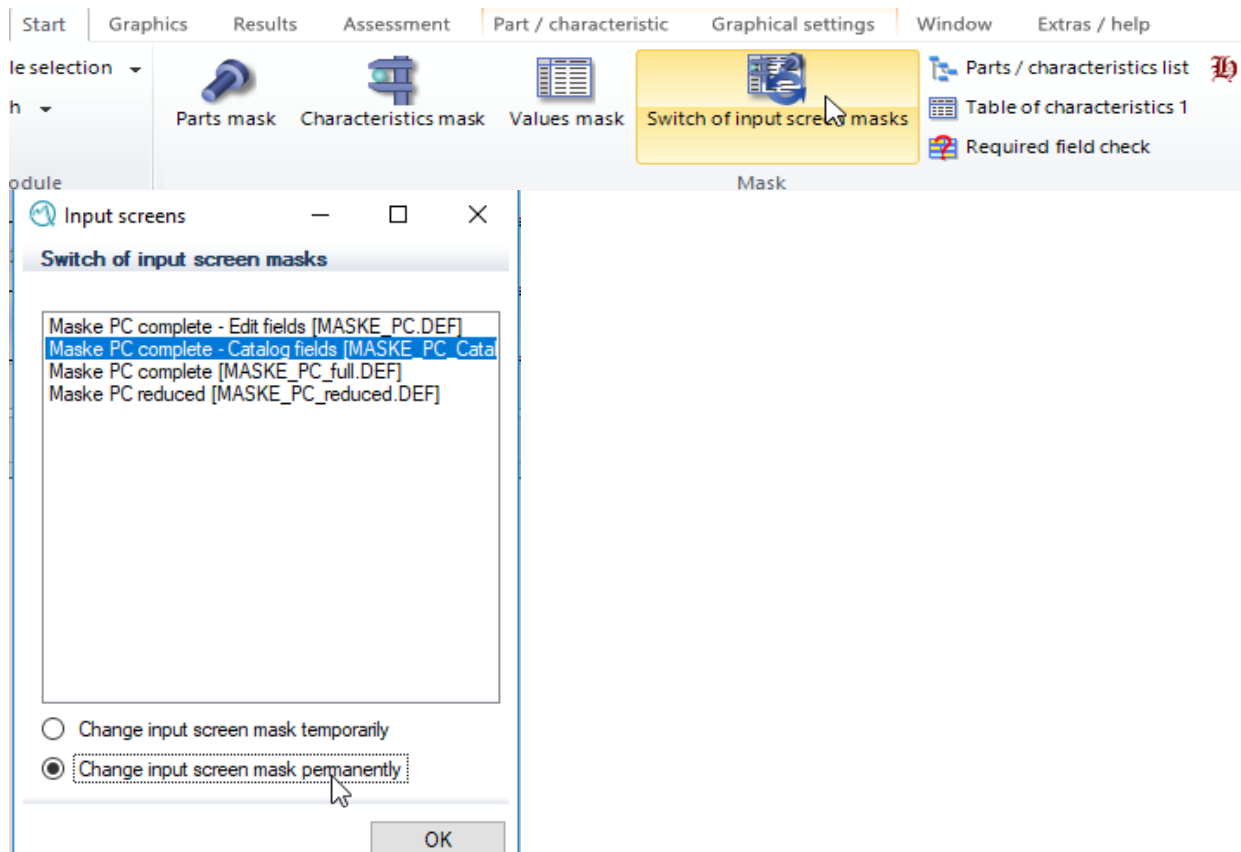 Start Graphics Results Assessment Part / characteristic Graphical settings Window Extras / help
le selection
h
Parts mask Characteristics mask Values mask Switch of input screen masks
Parts / characteristics list
Table of characteristics 1
Required field check
odule Mask
Input screens
Switch of input screen masks
Maske PC complete - Edit fields [MASKE_PC.DEF]
Maske PC complete - Catalog fields [MASKE_PC_Catal
Maske PC complete [MASKE_PC_full.DEF]
Maske PC reduced [MASKE_PC_reduced.DEF]
Change input screen mask temporarily
Change input screen mask permanently
OK